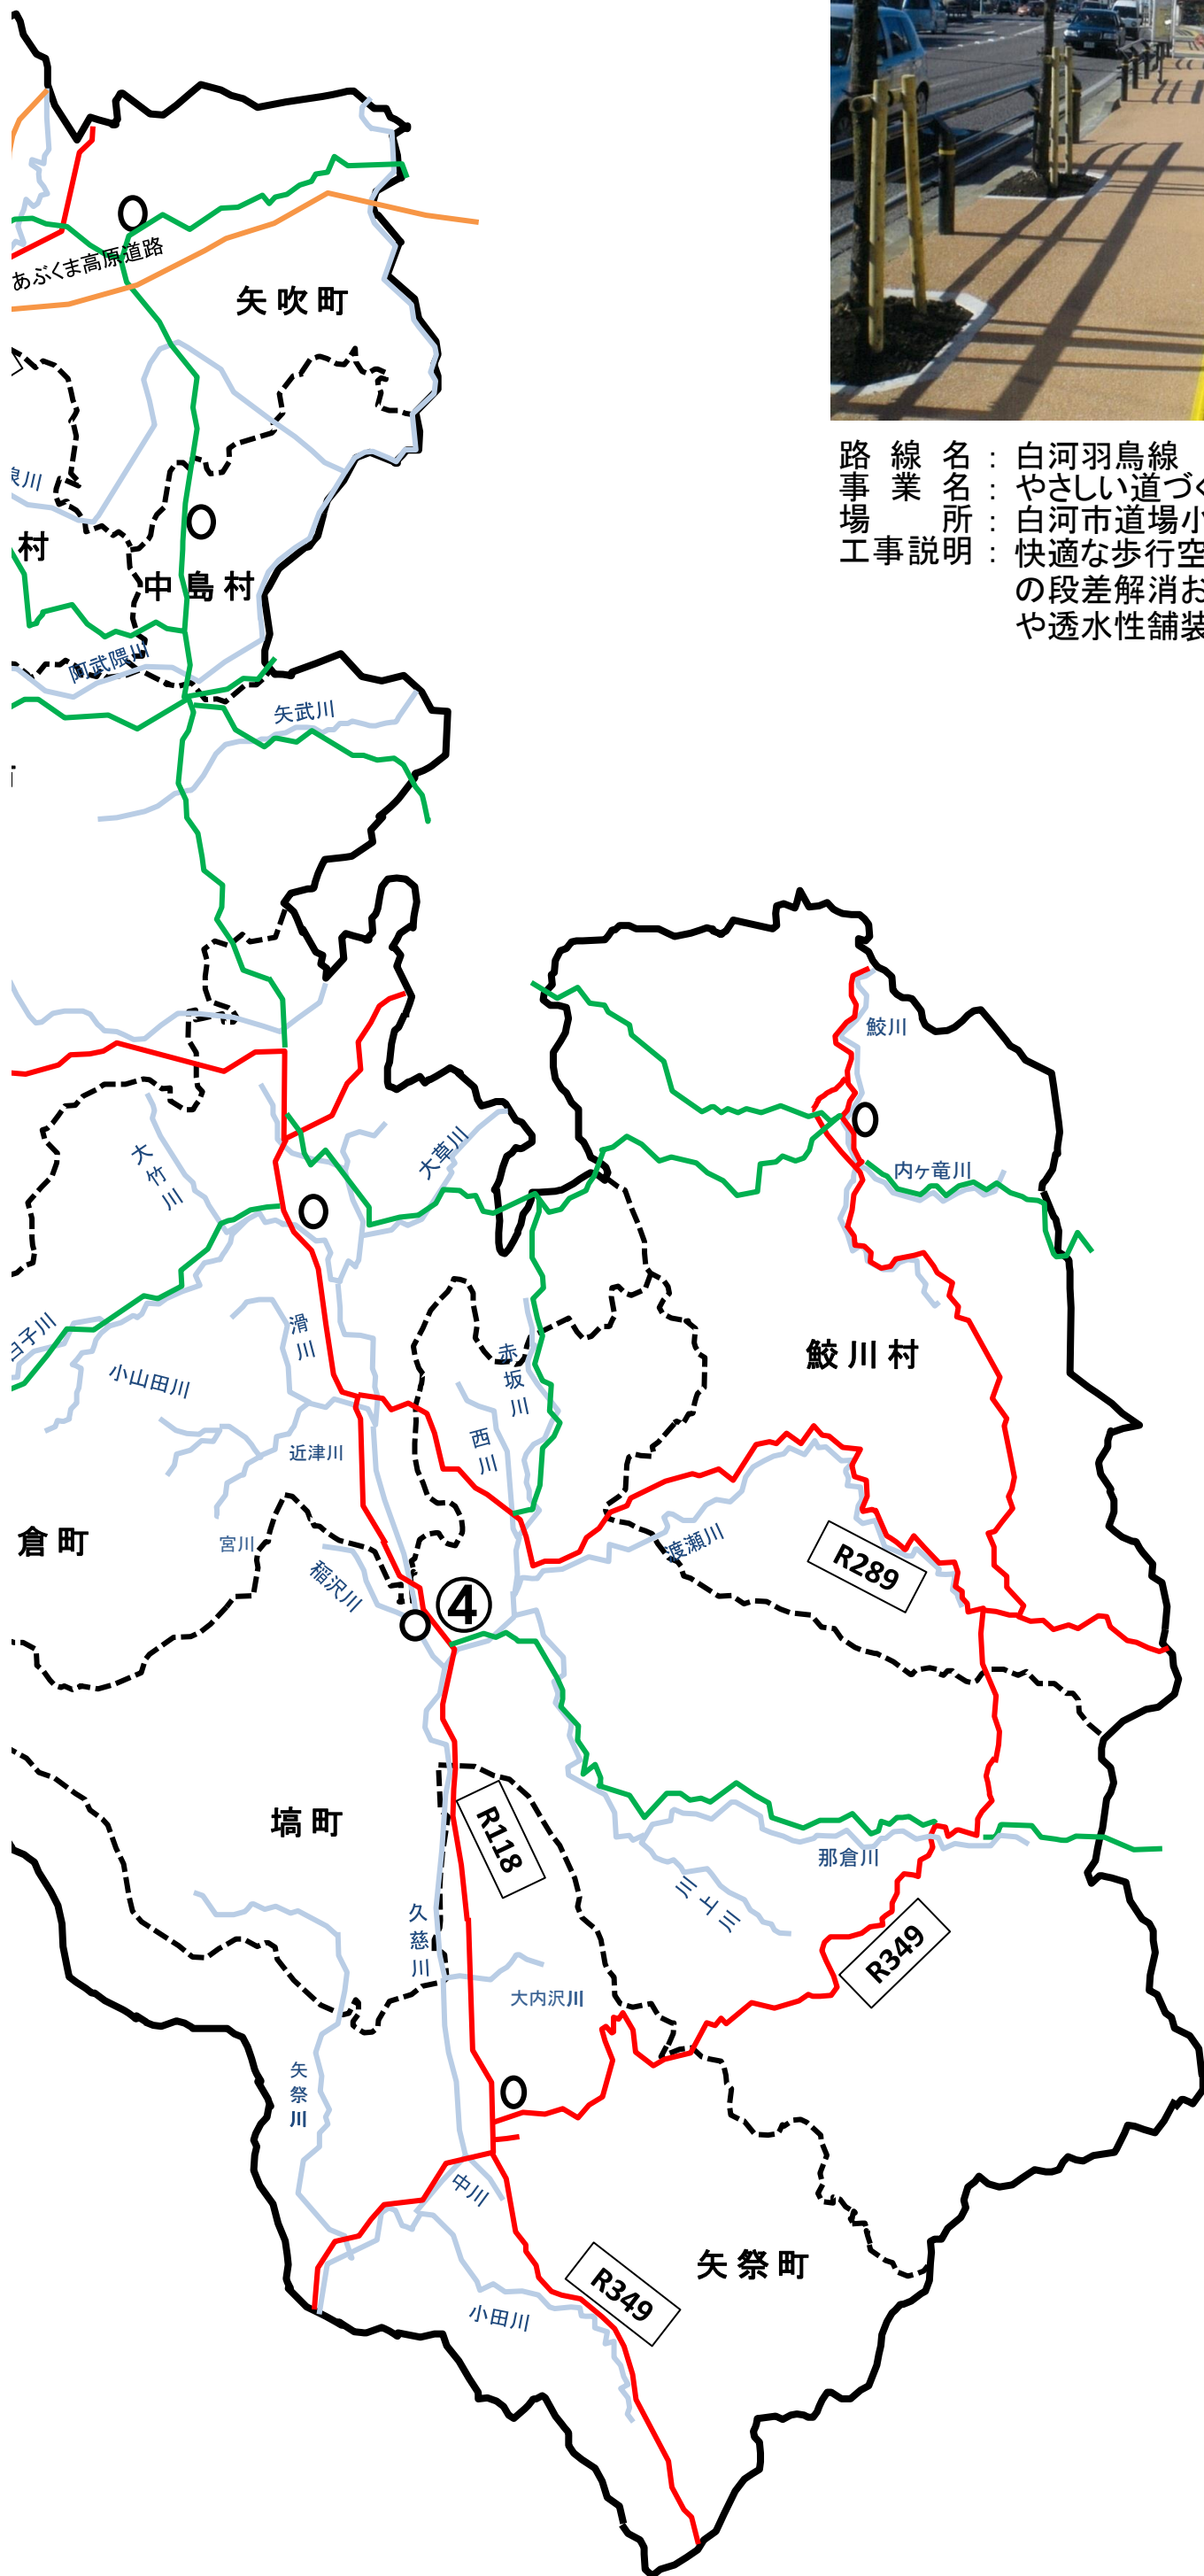 あぶくま高原道路
矢吹町
路線名：白河羽鳥線
事業名：やさしい道づく
場所：白河市道場小
工事説明：快適な歩行空
の段差解消お
や透水性舗装
泉川
村
中島村
阿武隈川
矢武川
鮫川
内ヶ竜川
大竹川
大草川
滑川
赤坂川
鮫川村
小山田川
西川
近津川
倉町
宮川
渡瀬川
稲沢川
R289
④
塙町
R118
那倉川
川上川
久慈川
R349
大内沢川
矢祭川
中川
矢祭町
R349
小田川